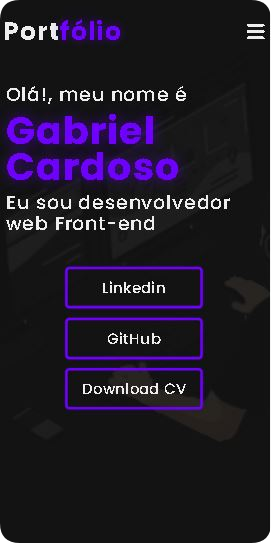 Portfólio
Olá!, meu nome é
Gabriel
Cardoso
Eu sou desenvolvedor
web Front-end
Linkedin
GitHub
Download CV